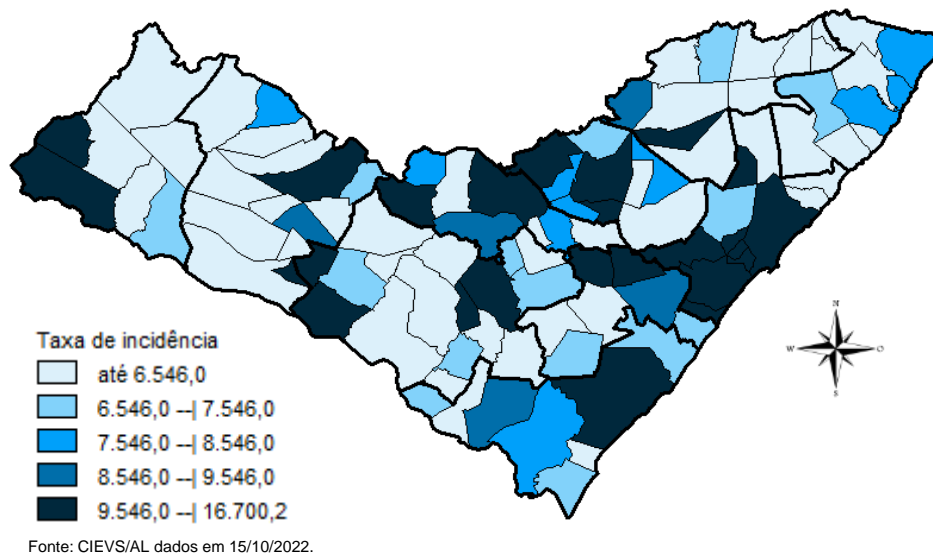 Taxa de incidência
até 6.546,0
6.546,0 --| 7.546,0
7.546,0 --| 8.546,0
8.546,0 --| 9.546,0
9.546,0 --| 16.700,2
N
W
O
S
Fonte: CIEVS/AL dados em 15/10/2022.